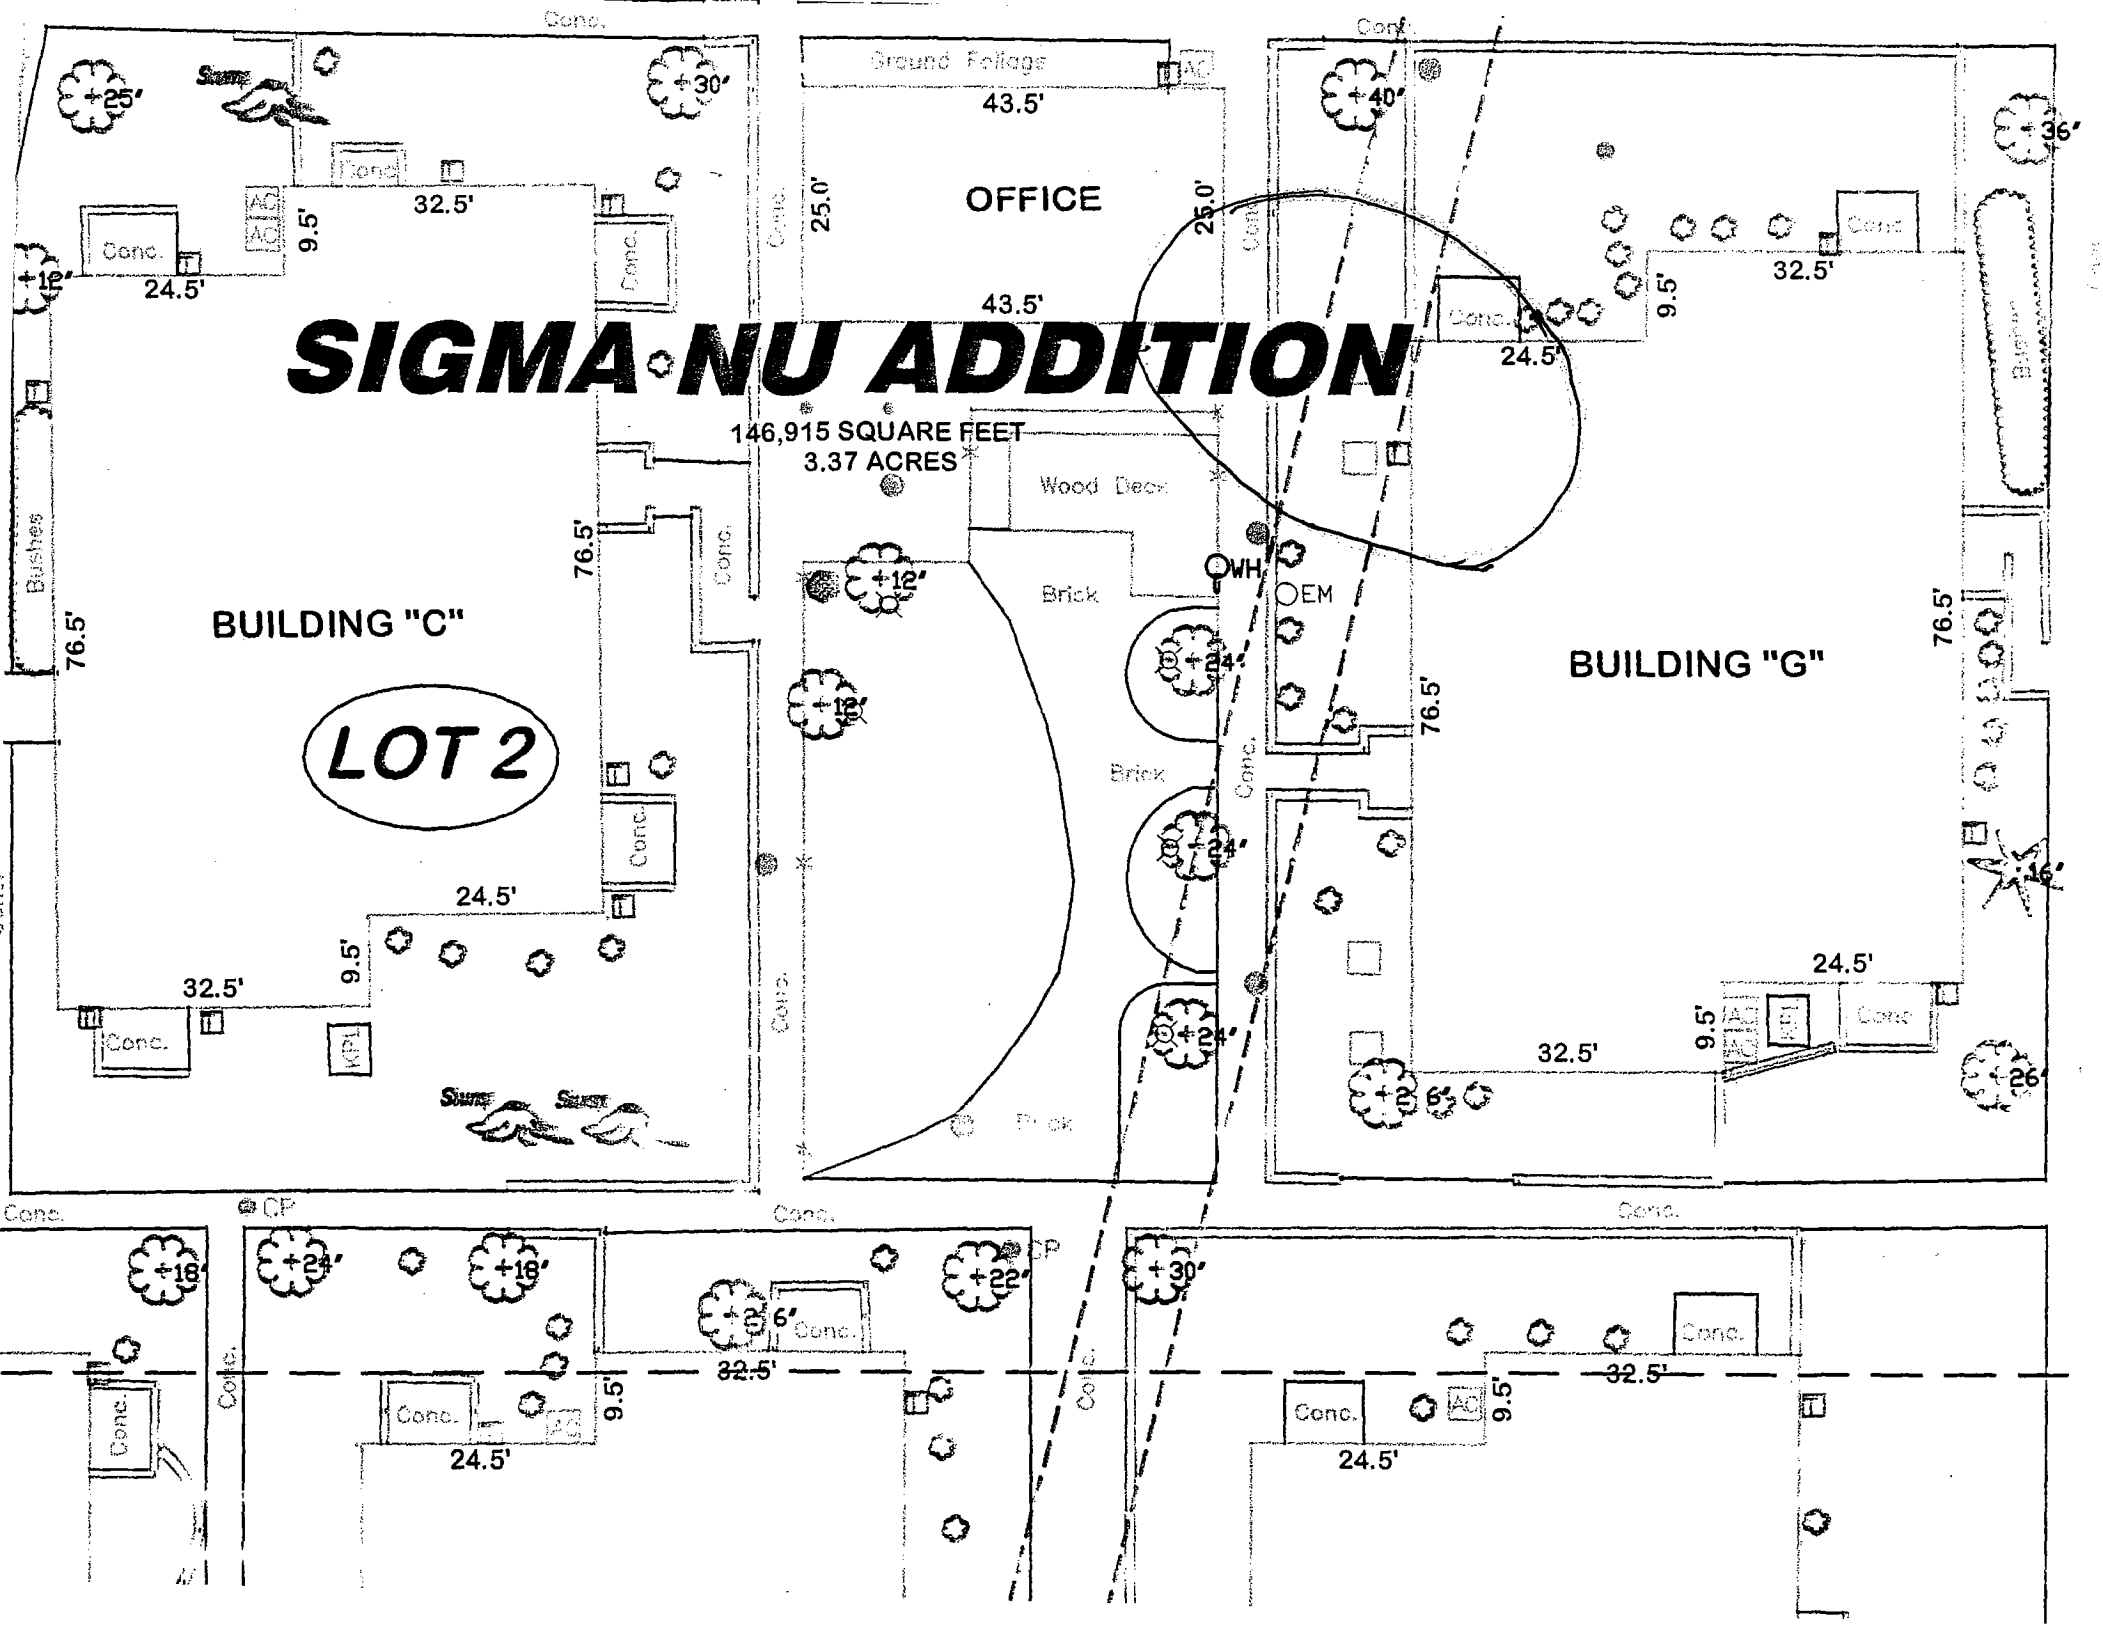 Conc.
Conc.
Ground Foliage
AC
25"
30"
43.5'
40"
36"
Conc.
32.5'
AC
AC
9.5'
Conc.
25.0'
OFFICE
25.0'
Conc.
Conc.
Conc.
12"
24.5'
Conc.
43.5'
Conc.
32.5'
9.5'
24.5'
Bushes
SIGMA NU ADDITION
146,915 SQUARE FEET
3.37 ACRES
Wood Deck
Bushes
76.5'
Conc.
12"
Brick
WH
EM
BUILDING "C"
76.5'
24"
BUILDING "G"
76.5'
76.5'
LOT 2
18"
Brick
Conc.
Conc.
24"
16"
24.5'
9.5'
32.5'
Conc.
24.5'
Conc.
KPL
24"
32.5'
9.5'
AC
AC
KPL
Conc
26"
Brick
26"
Conc.
CP
Conc.
Conc.
18"
24"
18"
22"
CP
30"
26"
Conc.
Conc.
Conc.
32.5'
Conc.
32.5'
Conc.
Conc.
AC
9.5'
Conc.
AC
9.5'
24.5'
24.5'